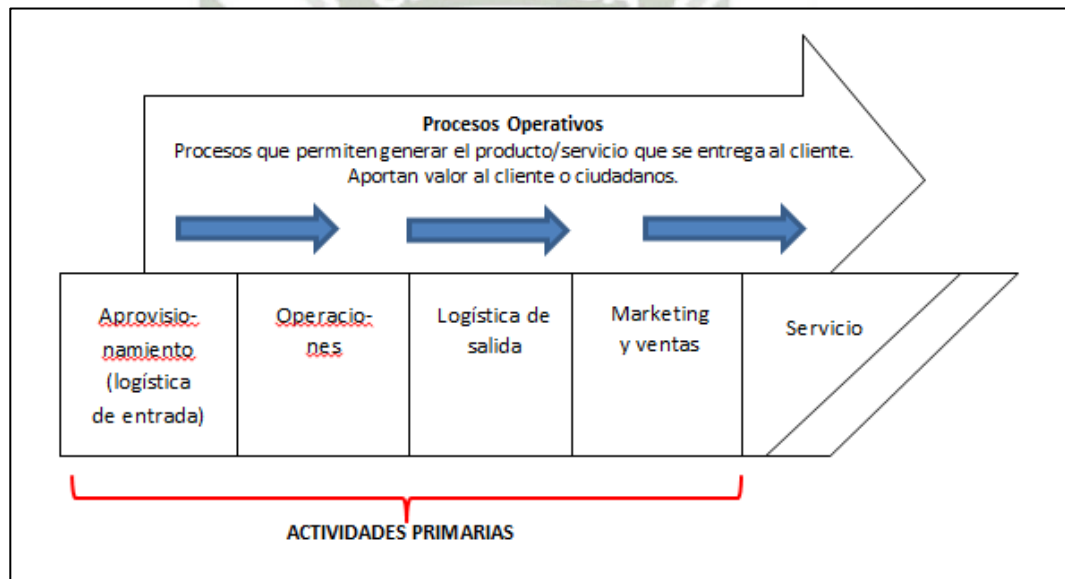 Procesos Operativos
Procesos que permiten generar el producto/servicio que se entrega al cliente.
Aportan valor al cliente o ciudadanos.
Aprovisio-
namiento
(logística
de entrada)
Operacio-
nes
Logística de
salida
Marketing
y ventas
Servicio
ACTIVIDADES PRIMARIAS